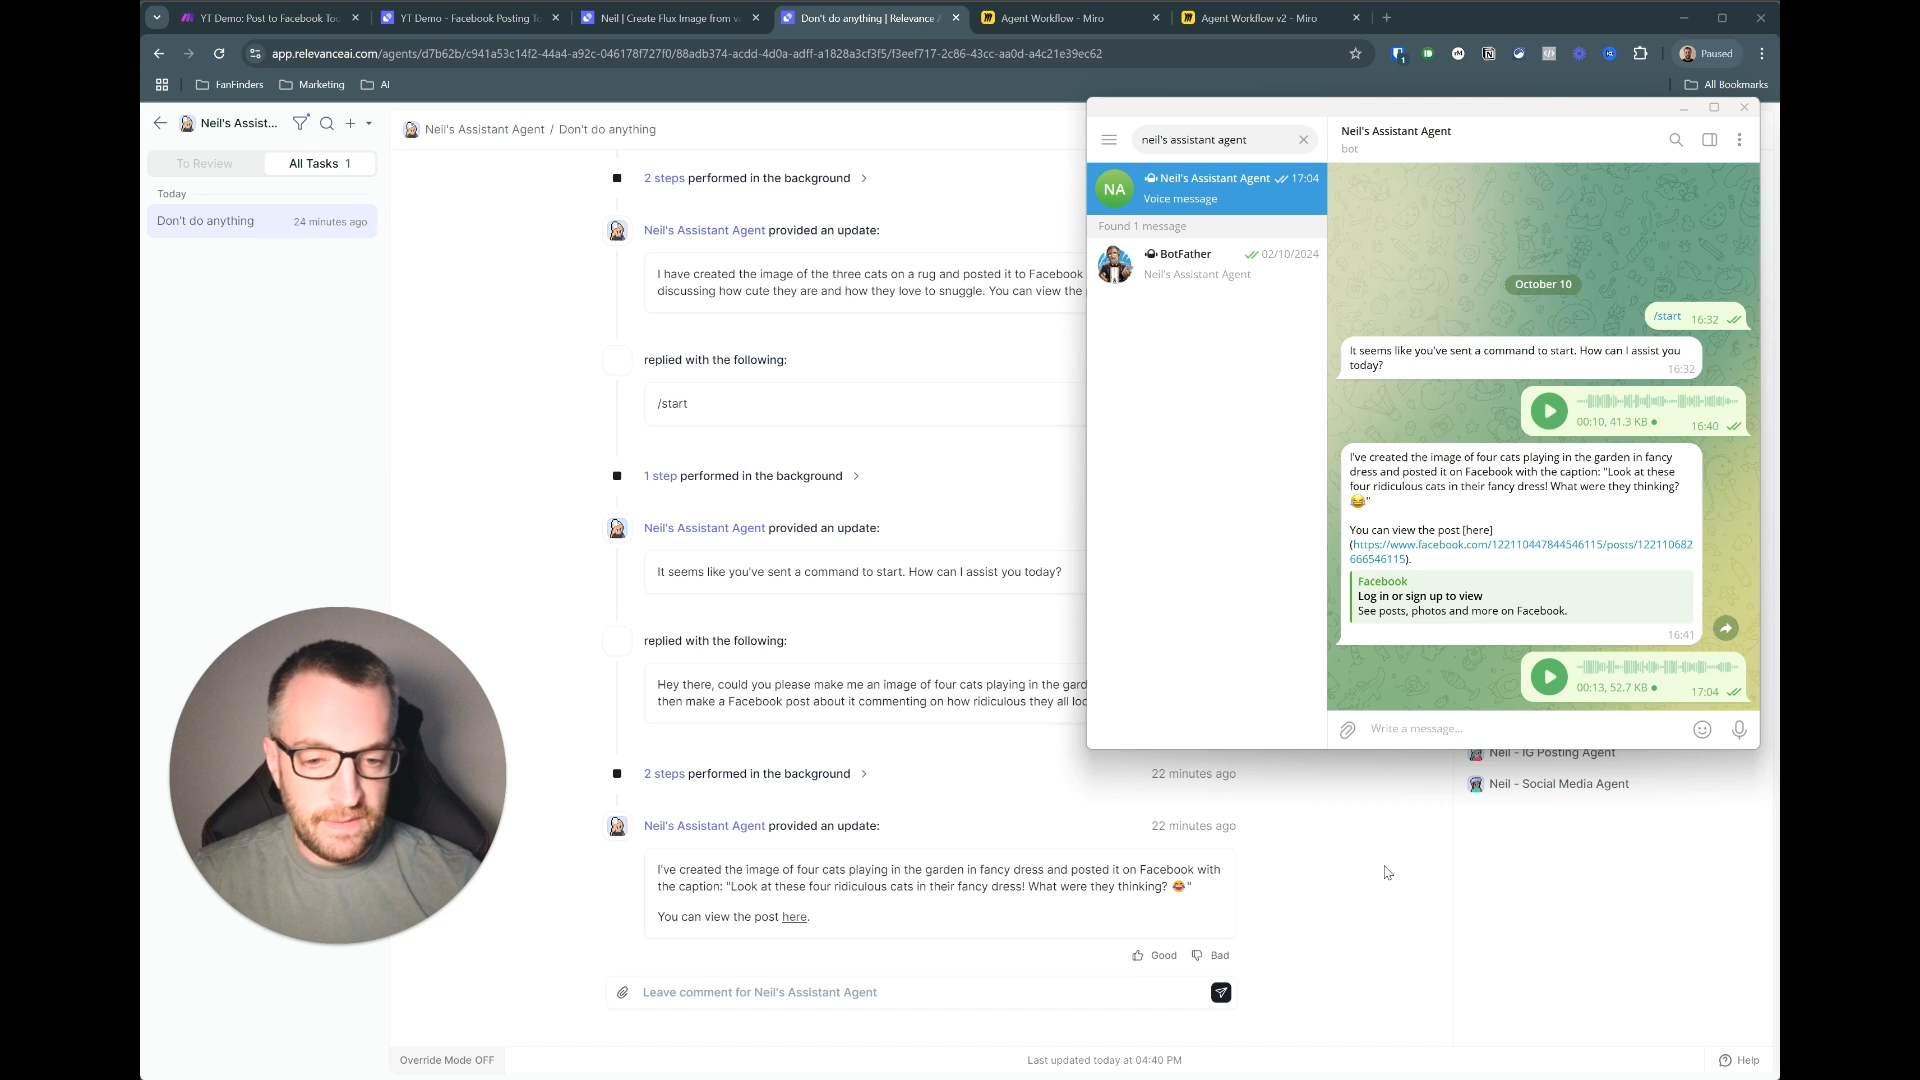 YT Demo: Post to Facebook Too
YT Demo - Facebook Posting To
Neil | Create Flux Image from v
Don't do anything | Relevance A
Agent Workflow - Miro
Agent Workflow v2 - Miro
app.relevanceai.com/agents/d7b62b/c941a53c14f2-44a4-a92c-046178f727f0/88adb374-acdd-4d0a-adff-a1828a3cf3f5/f3eef717-2c86-43cc-aa0d-a4c21e39ec62
Paused
FanFinders
Marketing
AI
All Bookmarks
Neil's Assist...
To Review
All Tasks 1
Today
Don't do anything
24 minutes ago
Neil's Assistant Agent / Don't do anything
2 steps performed in the background
Neil's Assistant Agent provided an update:
I have created the image of the three cats on a rug and posted it to Facebook
discussing how cute they are and how they love to snuggle. You can view the
replied with the following:
/start
1 step performed in the background
Neil's Assistant Agent provided an update:
It seems like you've sent a command to start. How can I assist you today?
replied with the following:
Hey there, could you please make me an image of four cats playing in the gard
then make a Facebook post about it commenting on how ridiculous they all loo
2 steps performed in the background
22 minutes ago
Neil's Assistant Agent provided an update:
22 minutes ago
I've created the image of four cats playing in the garden in fancy dress and posted it on Facebook with
the caption: "Look at these four ridiculous cats in their fancy dress! What were they thinking? 😂"
You can view the post here.
Good
Bad
Leave comment for Neil's Assistant Agent
Override Mode OFF
Last updated today at 04:40 PM
Help
Neil - IG Posting Agent
Neil - Social Media Agent
neil's assistant agent
NA
Neil's Assistant Agent
17:04
Voice message
Found 1 message
BotFather
02/10/2024
Neil's Assistant Agent
Neil's Assistant Agent
bot
October 10
/start 16:32
It seems like you've sent a command to start. How can I assist you
today?
16:32
00:10, 41.3 KB
16:40
I've created the image of four cats playing in the garden in fancy
dress and posted it on Facebook with the caption: "Look at these
four ridiculous cats in their fancy dress! What were they thinking?
😂"
You can view the post [here]
(https://www.facebook.com/122110447844546115/posts/122110682
666546115).
Facebook
Log in or sign up to view
See posts, photos and more on Facebook.
16:41
00:13, 52.7 KB
17:04
Write a message...